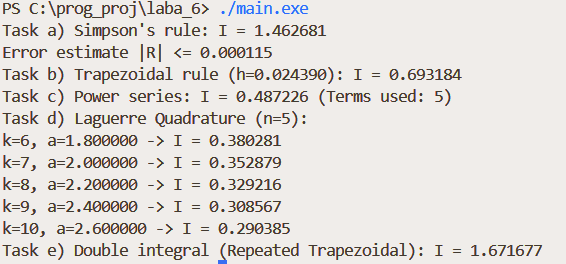 PS C:\prog_proj\laba_6> ./main.exe
Task a) Simpson's rule: I = 1.462681
Error estimate |R| <= 0.000115
Task b) Trapezoidal rule (h=0.024390): I = 0.693184
Task c) Power series: I = 0.487226 (Terms used: 5)
Task d) Laguerre Quadrature (n=5):
k=6, a=1.800000 -> I = 0.380281
k=7, a=2.000000 -> I = 0.352879
k=8, a=2.200000 -> I = 0.329216
k=9, a=2.400000 -> I = 0.308567
k=10, a=2.600000 -> I = 0.290385
Task e) Double integral (Repeated Trapezoidal): I = 1.671677